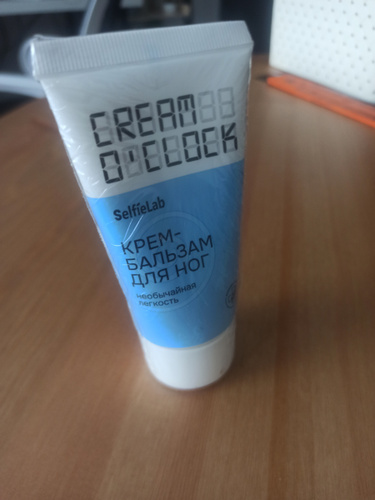 CREAM
O'CLOCK
SelfieLab
КРЕМ-
БАЛЬЗАМ
ДЛЯ НОГ
необычайная
легкость